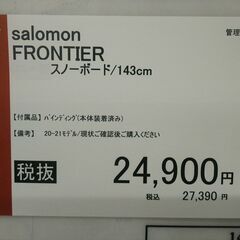 salomon
管理
FRONTIER
スノーボード/143cm
【付属品】 バインディング(本体装着済み)
【備考】 20-21モデル/現状ご確認後ご購入ください
税抜
24,900円
税込 27,390 円